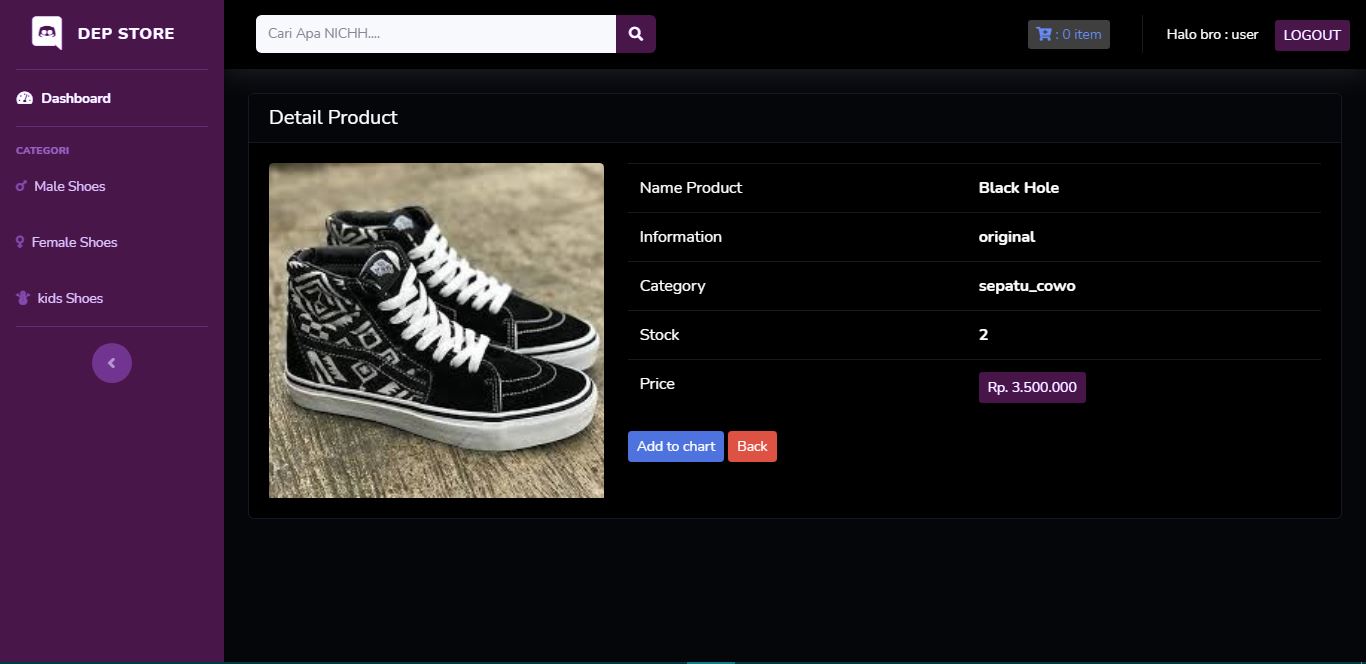 DEP STORE
Cari Apa NICHH....
: 0 item
Halo bro : user
LOGOUT
Dashboard
CATEGORI
Male Shoes
Female Shoes
kids Shoes
Detail Product
Name Product Black Hole
Information original
Category sepatu_cowo
Stock 2
Price Rp. 3.500.000
Add to chart Back